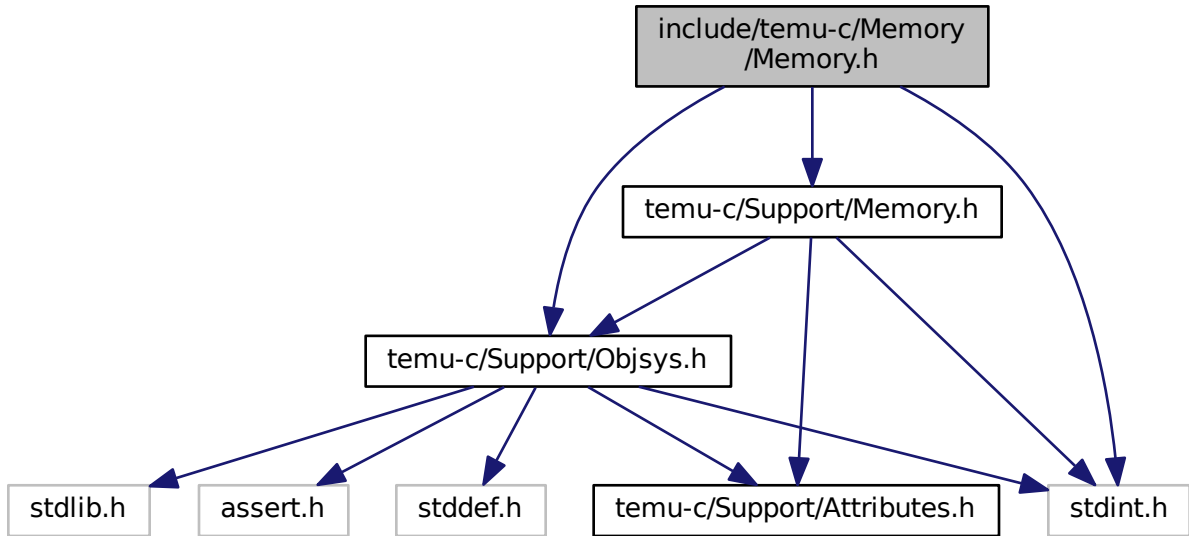 include/temu-c/Memory
/Memory.h
temu-c/Support/Memory.h
temu-c/Support/Objsys.h
stdlib.h
assert.h
stddef.h
temu-c/Support/Attributes.h
stdint.h